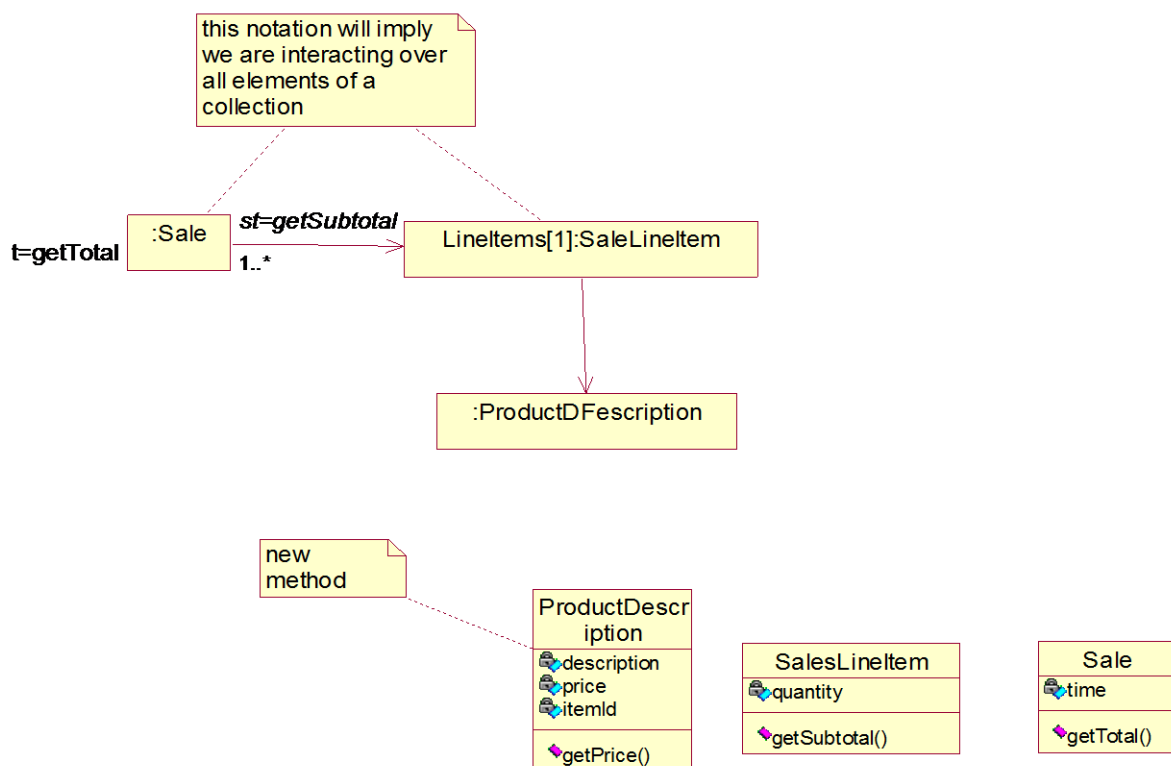 this notation will imply
we are interacting over
all elements of a
collection
:Sale
st=getSubtotal
LineItems[1]:SaleLineItem
t=getTotal
1..*
:ProductDFescription
new
method
ProductDescr
iption
description
price
itemId
getPrice()
SalesLineItem
quantity
getSubtotal()
Sale
time
getTotal()